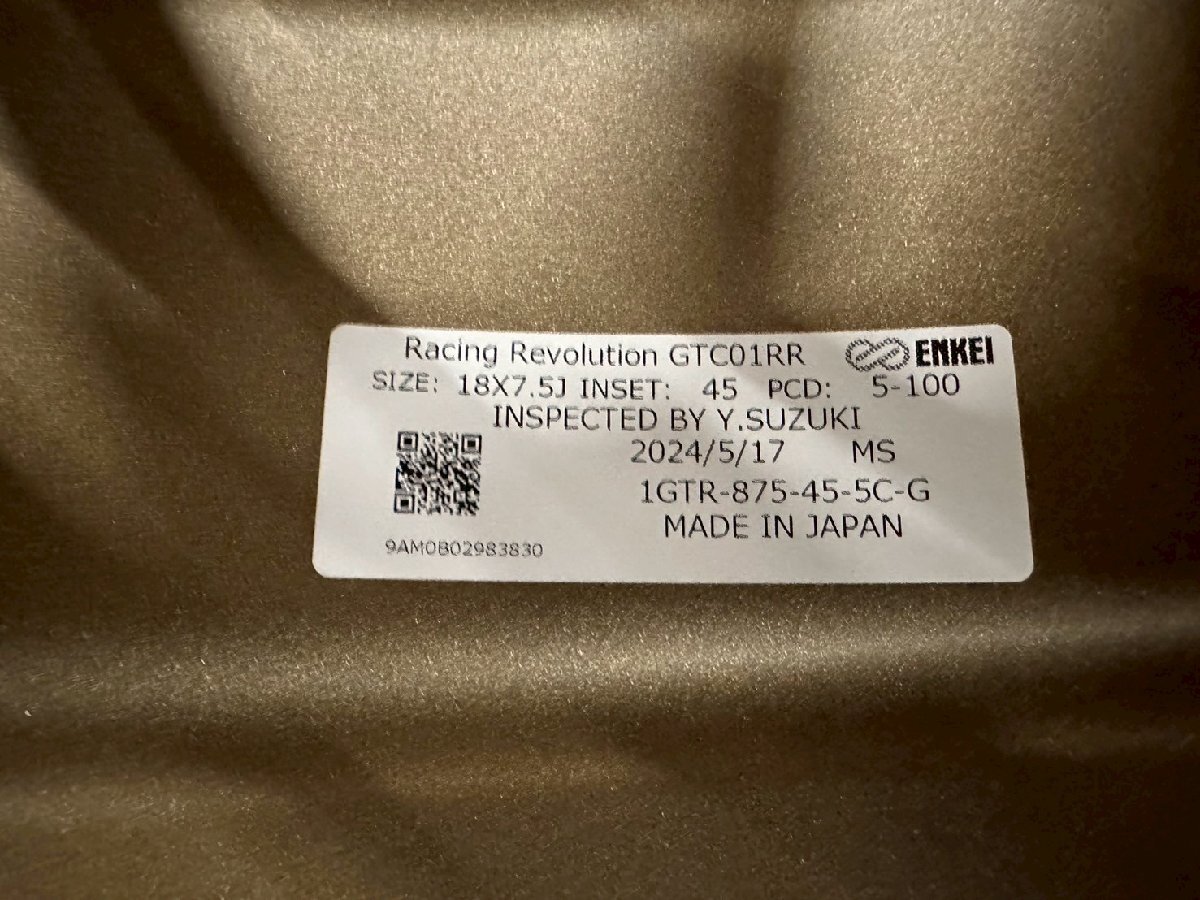 Racing Revolution GTC01RR ENKEI
SIZE: 18X7.5J INSET: 45 PCD: 5-100
INSPECTED BY Y.SUZUKI
2024/5/17 MS
1GTR-875-45-5C-G
MADE IN JAPAN
9AM0B02983830